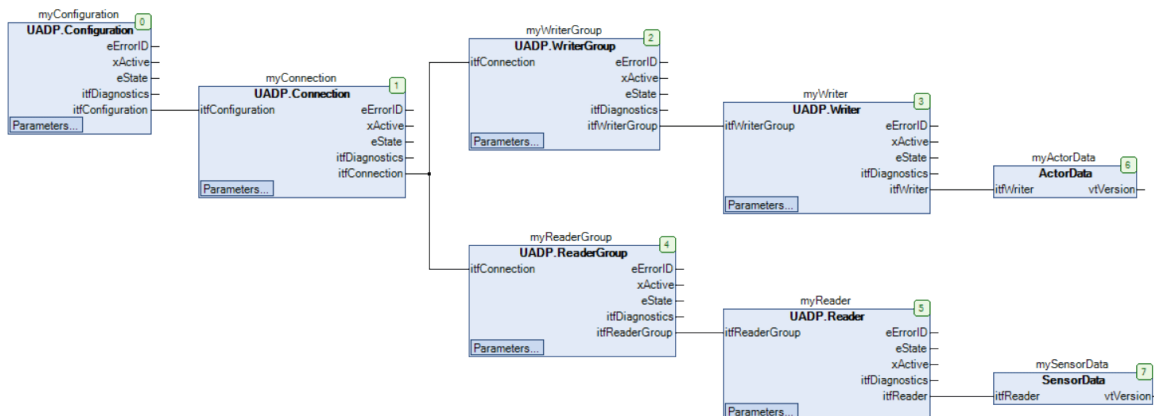 myConfiguration
0
UADP.Configuration
eErrorID
xActive
eState
itfDiagnostics
itfConfiguration
Parameters...
myConnection
1
UADP.Connection
itfConfiguration eErrorID
xActive
eState
itfDiagnostics
itfConnection
Parameters...
myWriterGroup
2
UADP.WriterGroup
itfConnection eErrorID
xActive
eState
itfDiagnostics
itfWriterGroup
Parameters...
myWriter
3
UADP.Writer
itfWriterGroup eErrorID
xActive
eState
itfDiagnostics
itfWriter
Parameters...
myActorData
6
ActorData
itfWriter vtVersion
myReaderGroup
4
UADP.ReaderGroup
itfConnection eErrorID
xActive
eState
itfDiagnostics
itfReaderGroup
Parameters...
myReader
5
UADP.Reader
itfReaderGroup eErrorID
eState
xActive
itfDiagnostics
itfReader
Parameters...
mySensorData
7
SensorData
itfReader vtVersion